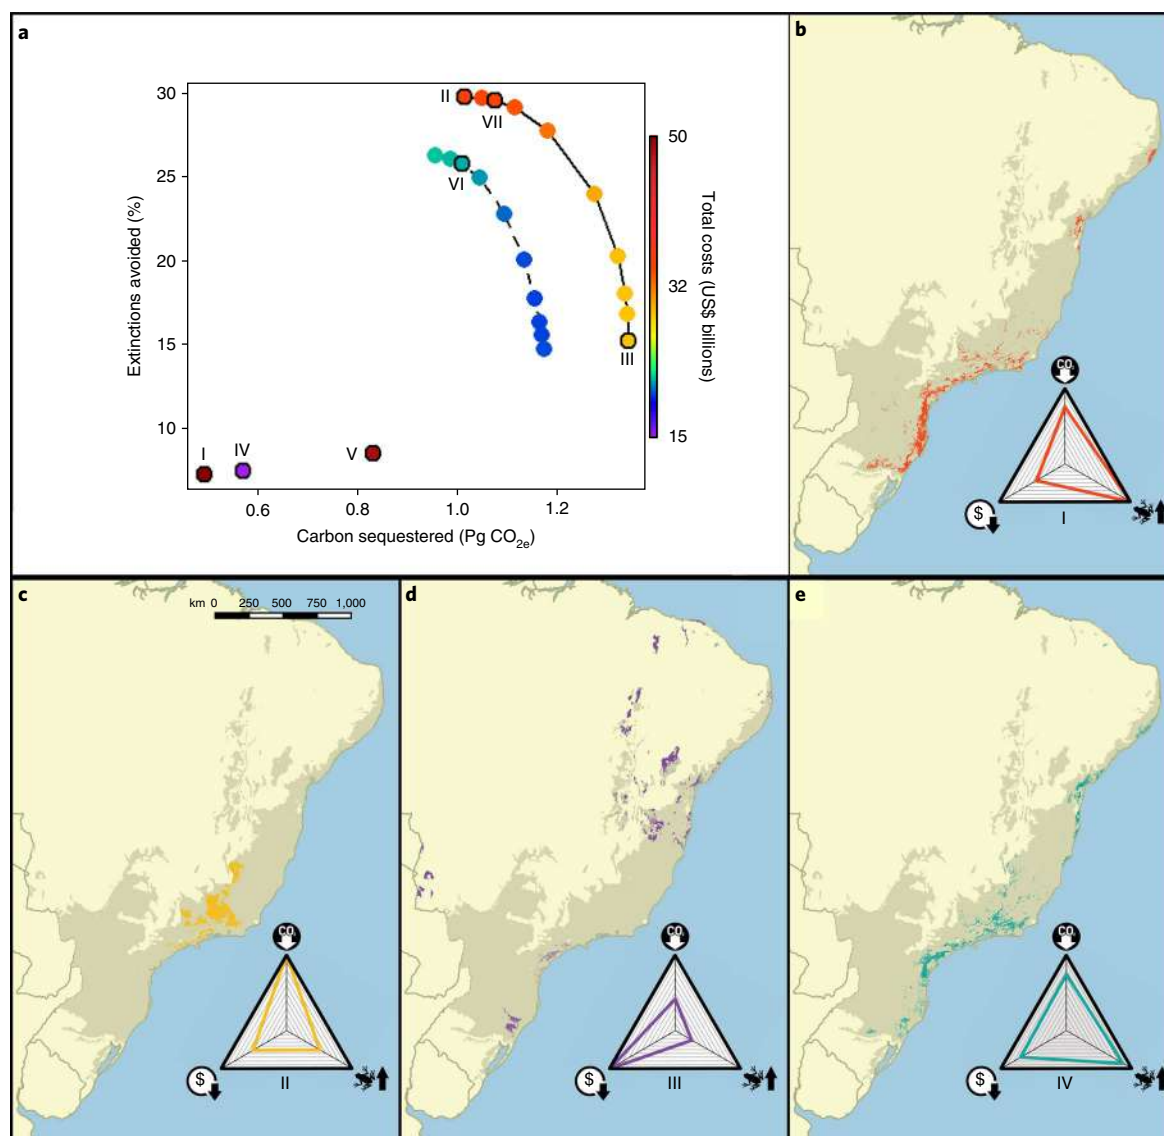 a
30
25
20
15
10
Extinctions avoided (%)
II
VII
VI
III
I
IV
V
0.6
0.8
1.0
1.2
Carbon sequestered (Pg CO2e)
50
32
15
Total costs (US$ billions)
b
CO2
$
I
c
km 0 250 500 750 1,000
CO2
$
II
d
CO2
$
III
e
CO2
$
IV